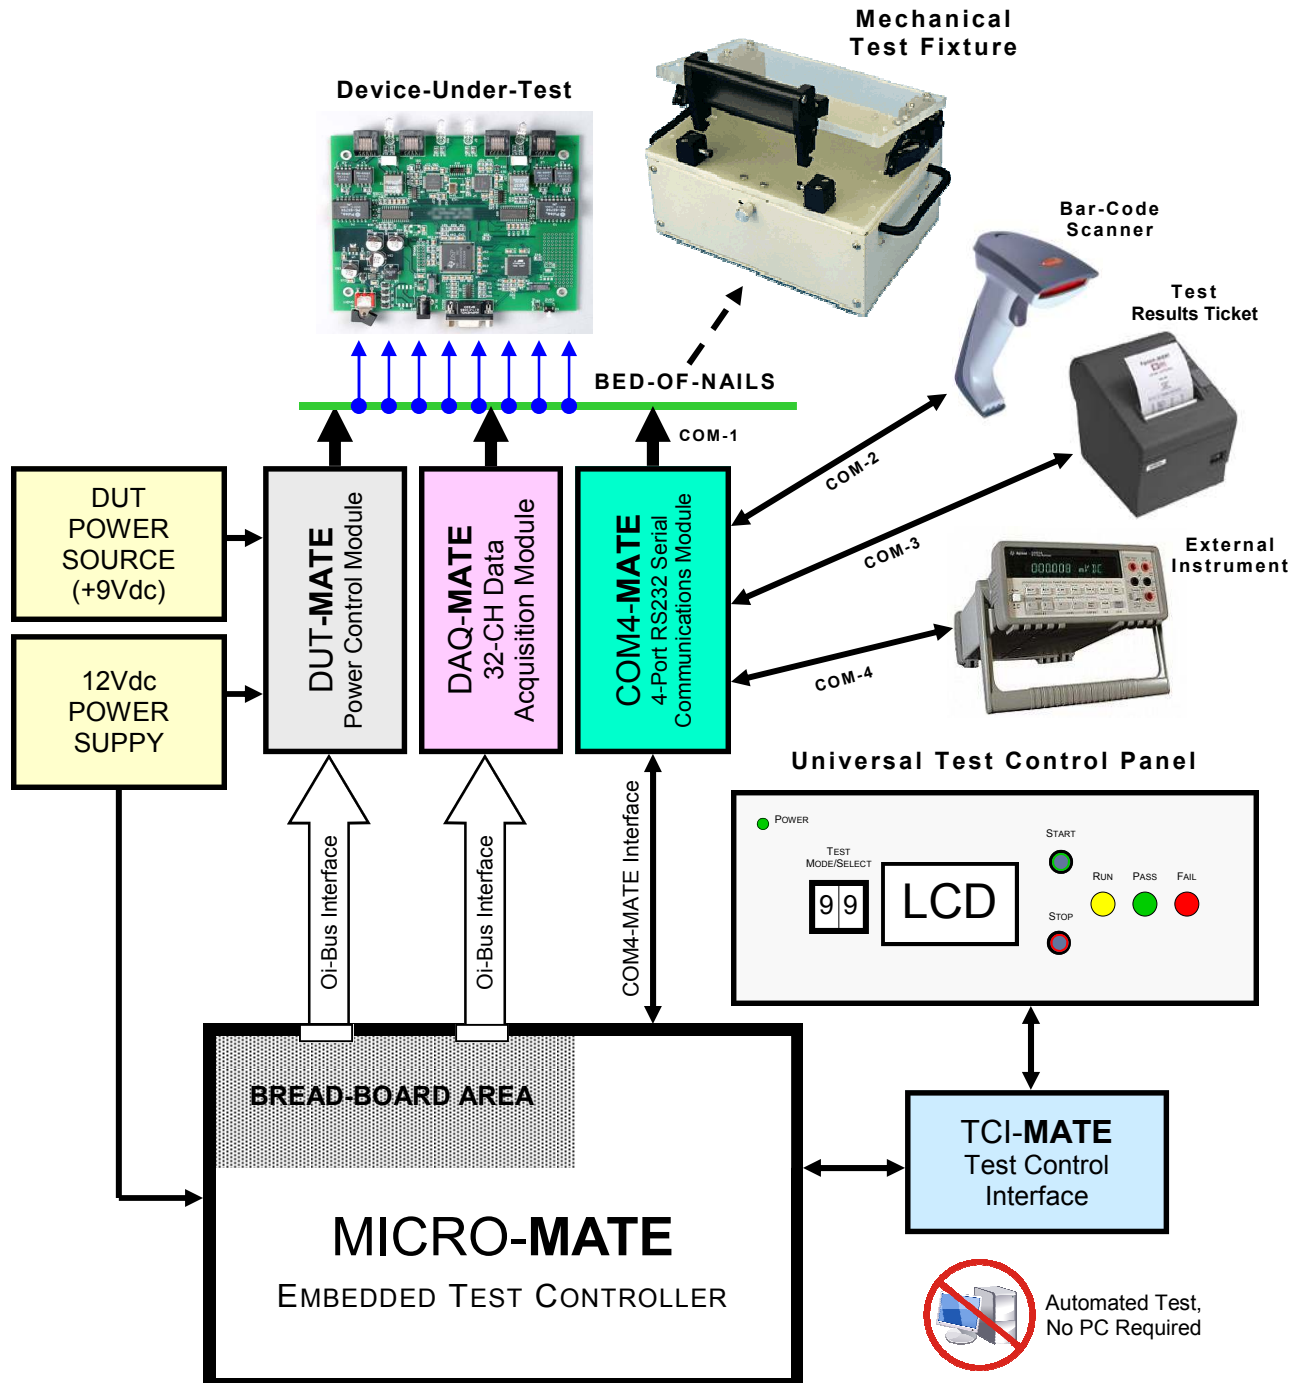 Mechanical
Test Fixture
Device-Under-Test
Bar-Code
Scanner
Test
Results Ticket
BED-OF-NAILS
COM-1
COM-2
COM-3
COM-4
External
Instrument
000.009 mVDC
DUT
POWER
SOURCE
(+9Vdc)
12Vdc
POWER
SUPPLY
DUT-MATE
Power Control Module
DAQ-MATE
32-CH Data
Acquisition Module
COM4-MATE
4-Port RS232 Serial
Communications Module
Oi-Bus Interface
Oi-Bus Interface
COM4-MATE Interface
Universal Test Control Panel
POWER
TEST
MODE/SELECT
9 9
LCD
START
STOP
RUN PASS FAIL
BREAD-BOARD AREA
MICRO-MATE
EMBEDDED TEST CONTROLLER
TCI-MATE
Test Control
Interface
Automated Test,
No PC Required